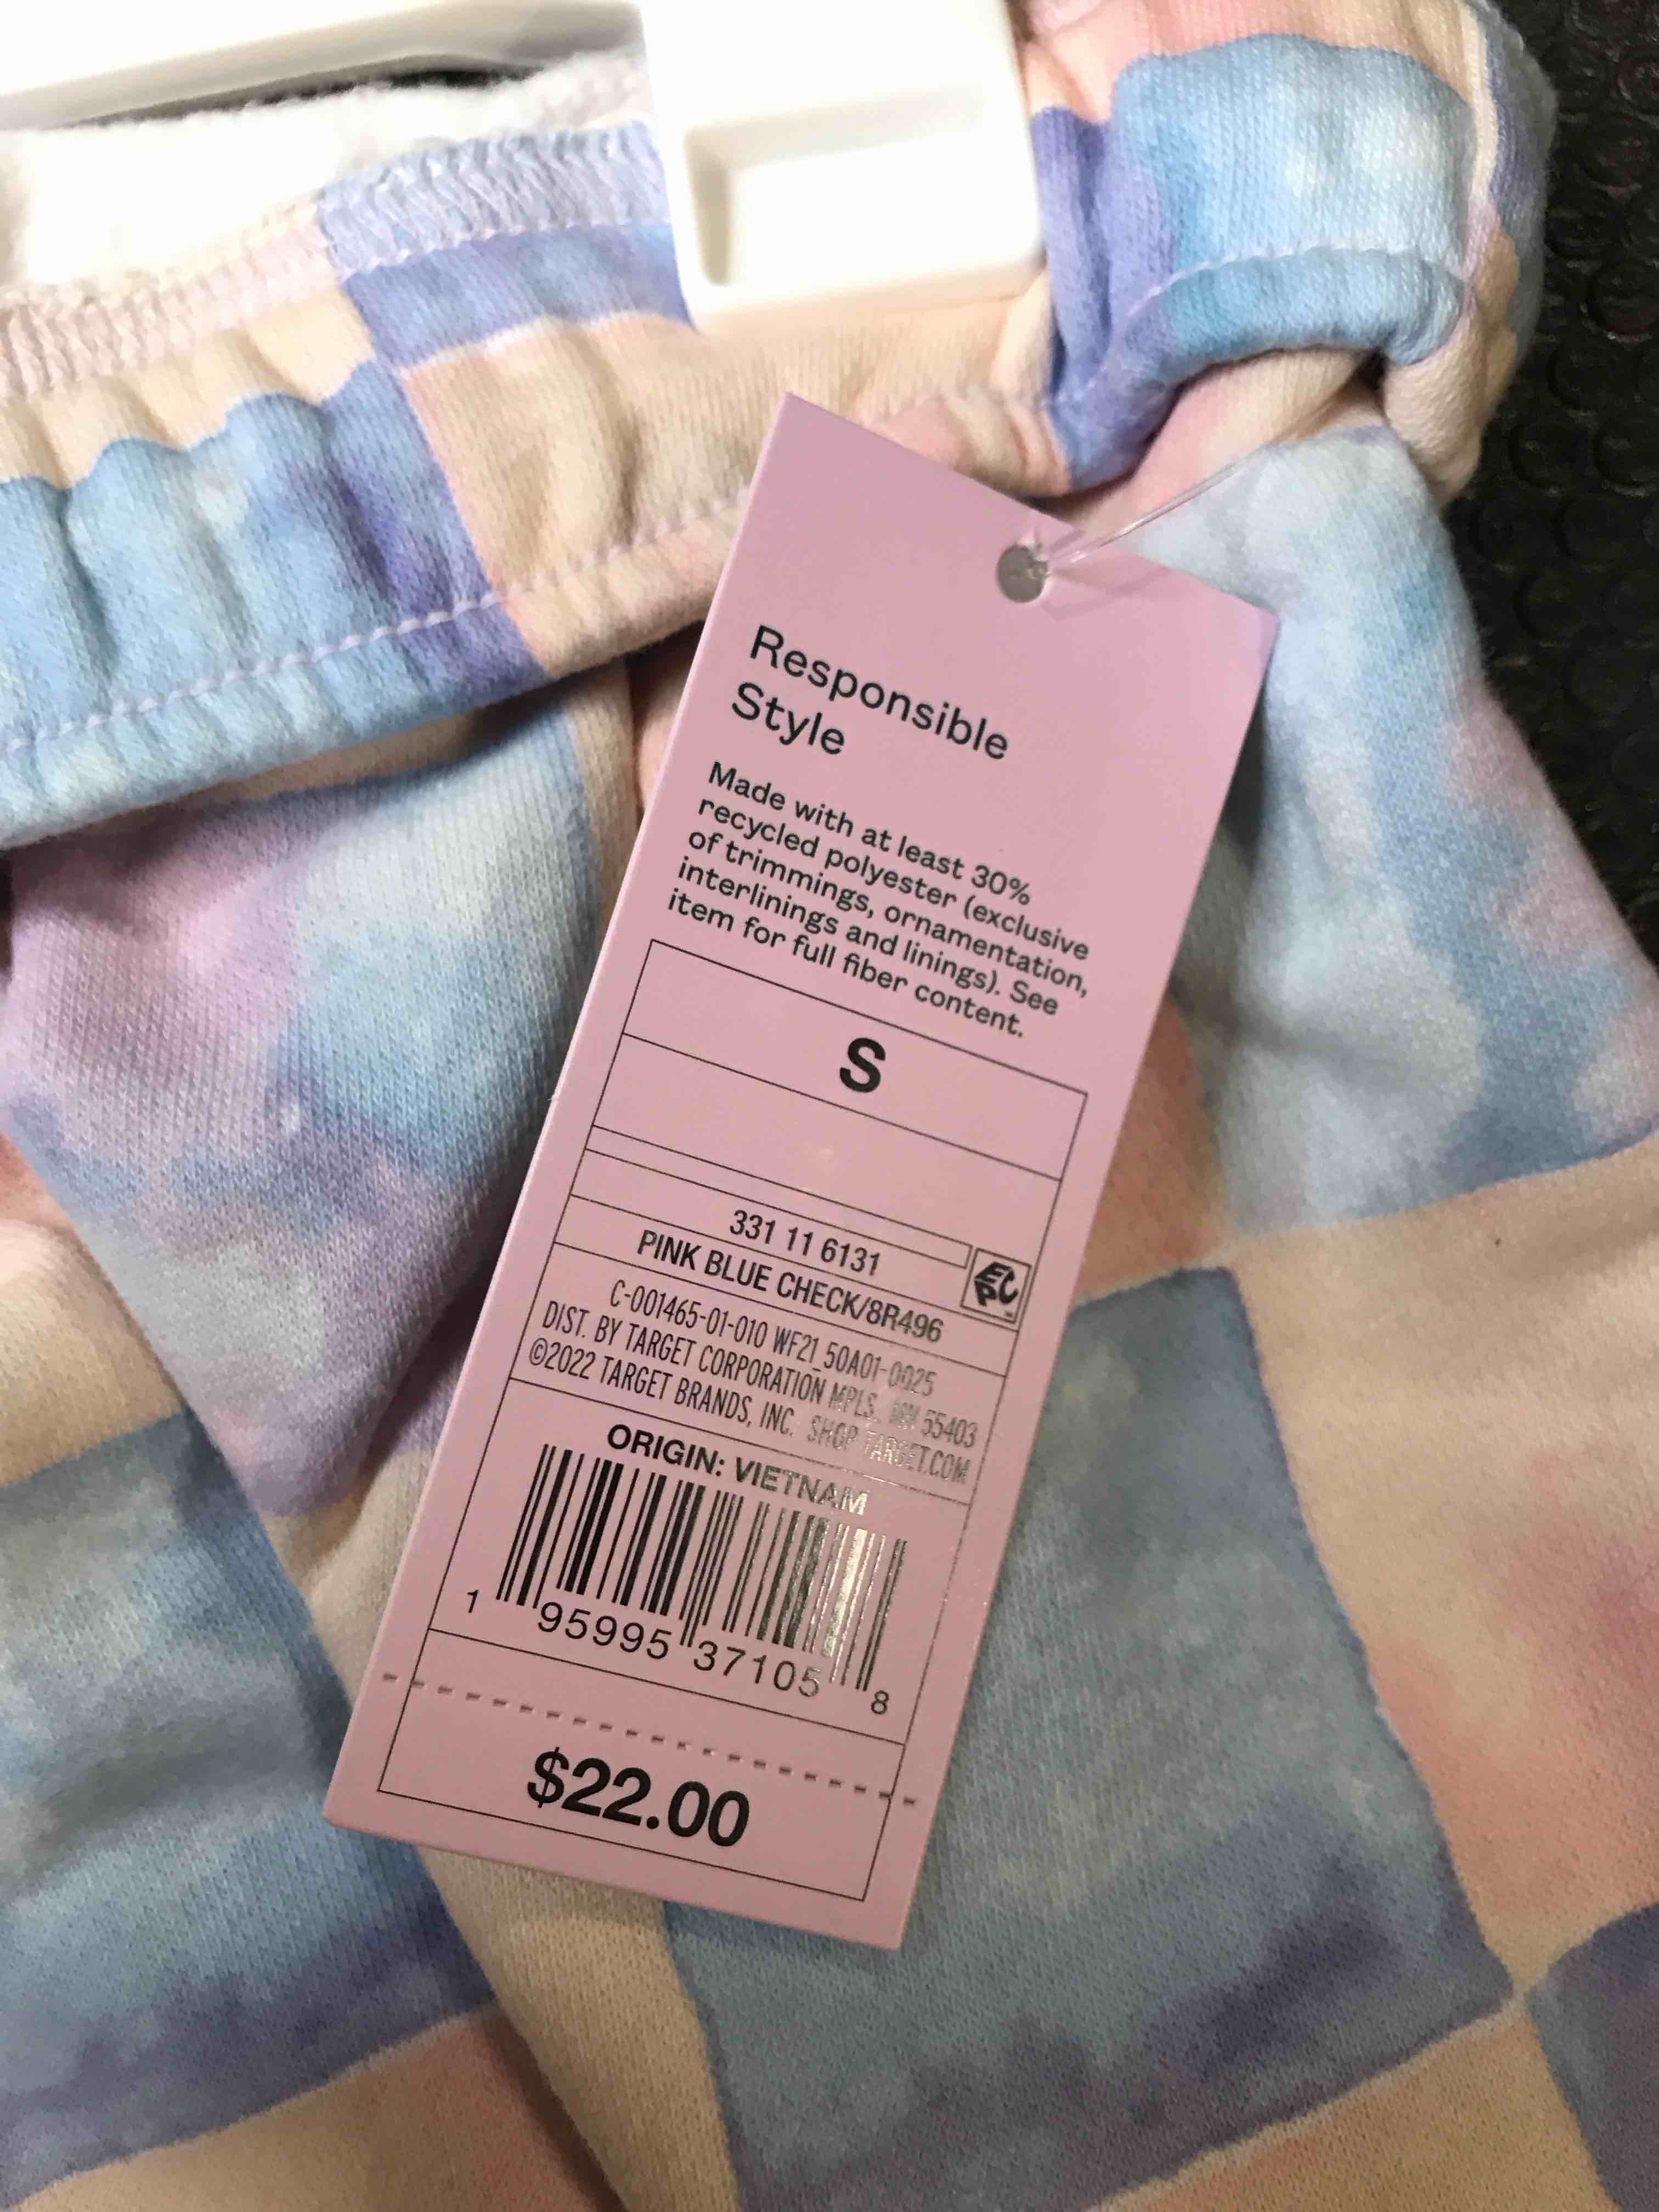 Responsible
Style
Made with at least 30%
recycled polyester (exclusive
of trimmings, ornamentation,
interlinings and linings). See
item for full fiber content.
S
331 11 6131
EPC
PINK BLUE CHECK/8R496
C-001465-01-010 WF21_50A01-0025
DIST. BY TARGET CORPORATION MPLS., MN 55403
©2022 TARGET BRANDS, INC. SHOP TARGET.COM
ORIGIN: VIETNAM
1 95995 37105 8
$22.00